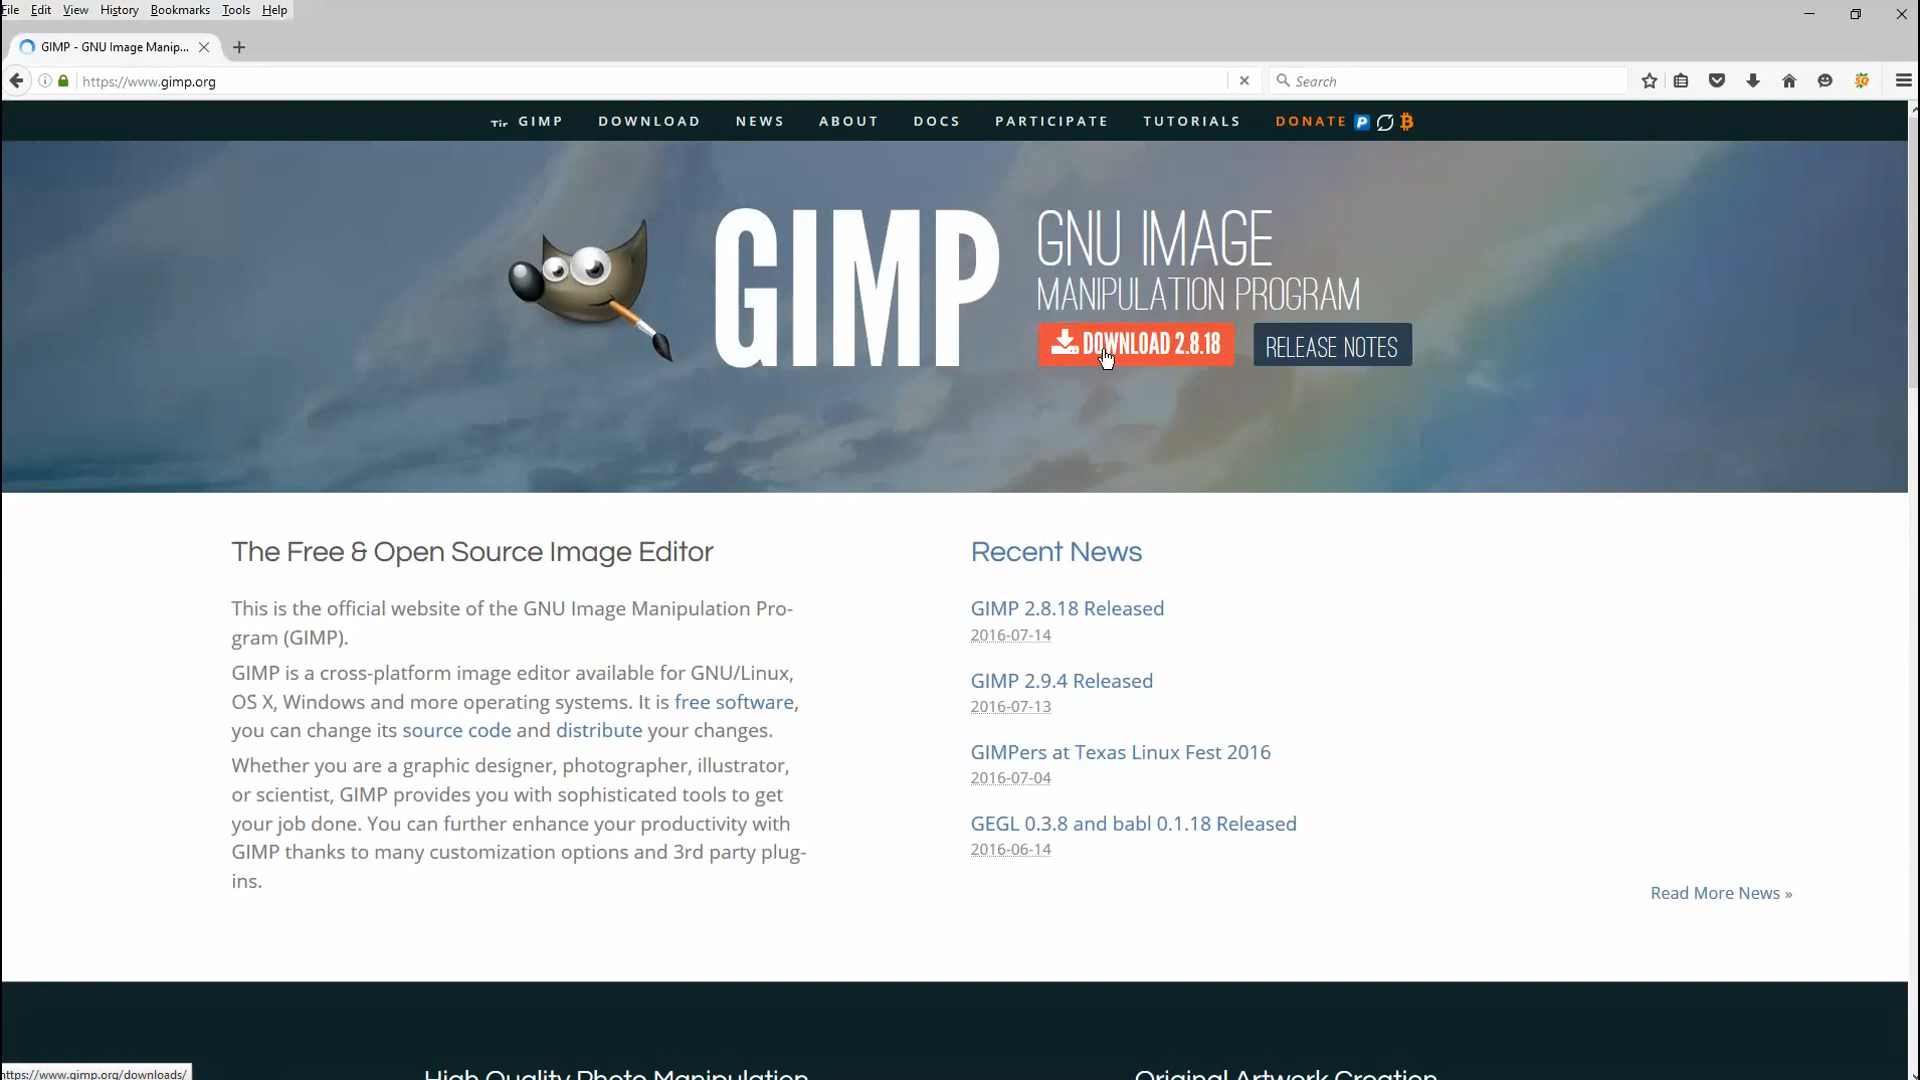 File Edit View History Bookmarks Tools Help
GIMP - GNU Image Manip...
https://www.gimp.org
Search
GIMP DOWNLOAD NEWS ABOUT DOCS PARTICIPATE TUTORIALS DONATE
GIMP
GNU IMAGE
MANIPULATION PROGRAM
DOWNLOAD 2.8.18
RELEASE NOTES
The Free & Open Source Image Editor
This is the official website of the GNU Image Manipulation Pro-
gram (GIMP).
GIMP is a cross-platform image editor available for GNU/Linux,
OS X, Windows and more operating systems. It is free software,
you can change its source code and distribute your changes.
Whether you are a graphic designer, photographer, illustrator,
or scientist, GIMP provides you with sophisticated tools to get
your job done. You can further enhance your productivity with
GIMP thanks to many customization options and 3rd party plug-
ins.
Recent News
GIMP 2.8.18 Released
2016-07-14
GIMP 2.9.4 Released
2016-07-13
GIMPers at Texas Linux Fest 2016
2016-07-04
GEGL 0.3.8 and babl 0.1.18 Released
2016-06-14
Read More News »
High Quality Photo Manipulation
Original Artwork Creation
https://www.gimp.org/downloads/